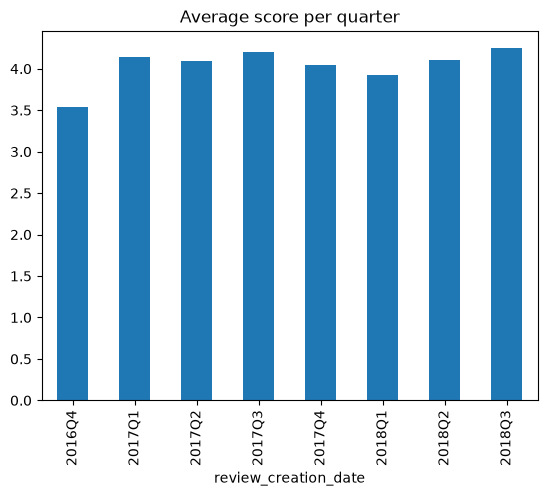 Average score per quarter
4.0
3.5
3.0
2.5
2.0
1.5
1.0
0.5
0.0
2016Q4
2017Q1
2017Q2
2017Q3
2017Q4
2018Q1
2018Q2
2018Q3
review_creation_date